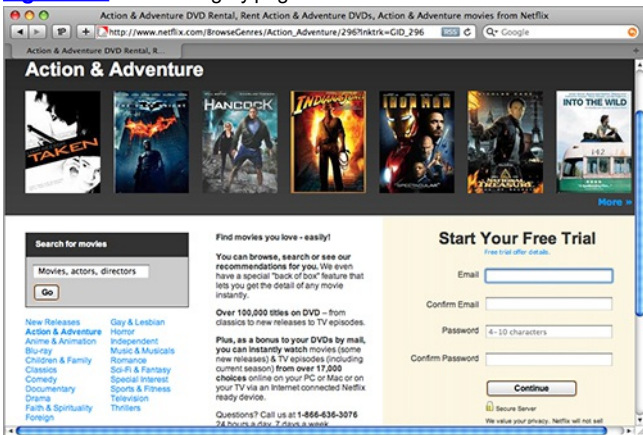 Action & Adventure DVD Rental, Rent Action & Adventure DVDs, Action & Adventure movies from Netflix
http://www.netflix.com/BrowseGenres/Action_Adventure/296?lnktrk=GID_296
RSS
Google
Action & Adventure DVD Rental, R...
Action & Adventure
TAKEN
HANCOCK
INDIANA JONES
IRON MAN
NATIONAL TREASURE
INTO THE WILD
142
More »
Search for movies
Movies, actors, directors
Go
New Releases
Action & Adventure
Anime & Animation
Blu-ray
Children & Family
Classics
Comedy
Documentary
Drama
Faith & Spirituality
Foreign
Gay & Lesbian
Horror
Independent
Music & Musicals
Romance
Sci-Fi & Fantasy
Special Interest
Sports & Fitness
Television
Thrillers
Find movies you love - easily!
You can browse, search or see our
recommendations for you. We even
have a special "back of box" feature that
lets you get the detail of any movie
instantly.
Over 100,000 titles on DVD – from
classics to new releases to TV episodes.
Plus, as a bonus to your DVDs by mail,
you can instantly watch movies (some
new releases) & TV episodes (including
current season) from over 17,000
choices online on your PC or Mac or on
your TV via an Internet connected Netflix
ready device.
Questions? Call us at 1-866-636-3076
24 hours a day, 7 days a week.
Start Your Free Trial
Free trial offer details.
Email
Confirm Email
Password
4-10 characters
Confirm Password
Continue
Secure Server
We value your privacy. Netflix will not sell